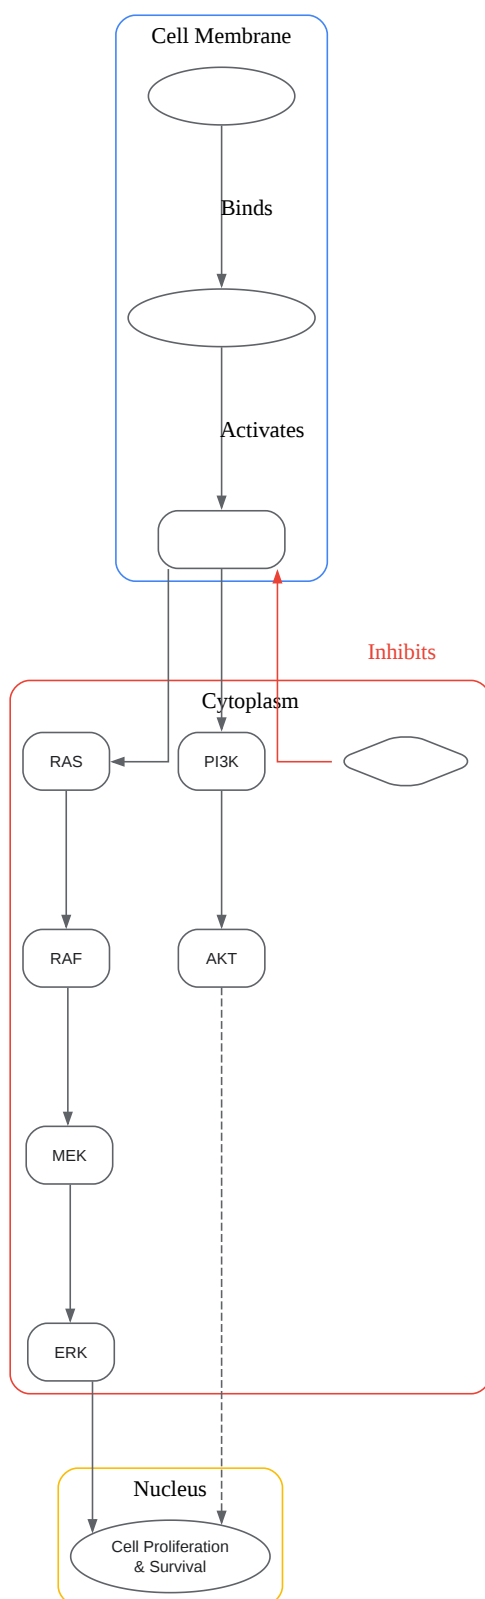 Cell Membrane
Binds
Activates
Inhibits
Cytoplasm
RAS
PI3K
RAF
AKT
MEK
ERK
Nucleus
Cell Proliferation
& Survival